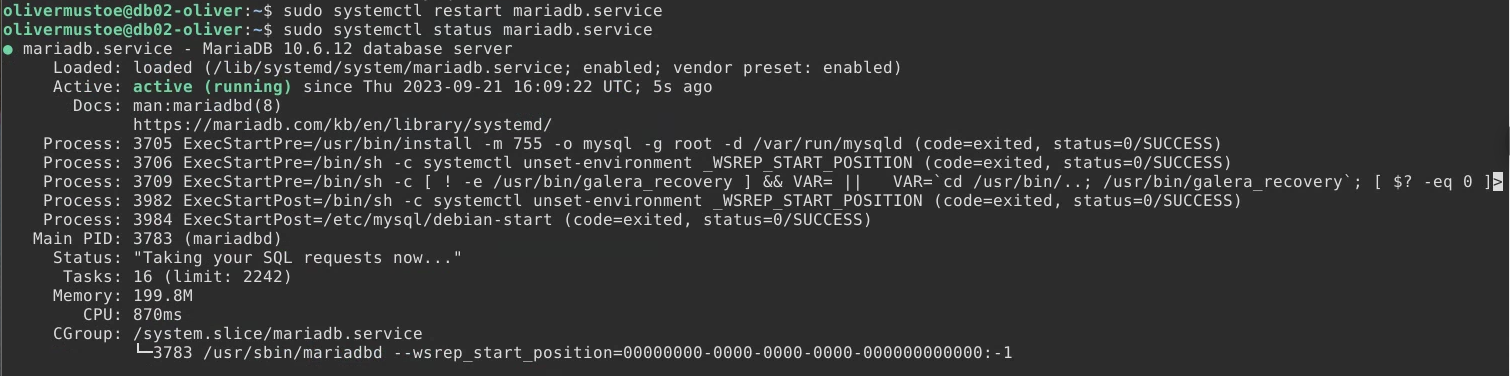 olivermustoe@db02-oliver:~$ sudo systemctl restart mariadb.service
olivermustoe@db02-oliver:~$ sudo systemctl status mariadb.service
● mariadb.service - MariaDB 10.6.12 database server
     Loaded: loaded (/lib/systemd/system/mariadb.service; enabled; vendor preset: enabled)
     Active: active (running) since Thu 2023-09-21 16:09:22 UTC; 5s ago
       Docs: man:mariadbd(8)
             https://mariadb.com/kb/en/library/systemd/
    Process: 3705 ExecStartPre=/usr/bin/install -m 755 -o mysql -g root -d /var/run/mysqld (code=exited, status=0/SUCCESS)
    Process: 3706 ExecStartPre=/bin/sh -c systemctl unset-environment _WSREP_START_POSITION (code=exited, status=0/SUCCESS)
    Process: 3709 ExecStartPre=/bin/sh -c [ ! -e /usr/bin/galera_recovery ] && VAR= ||   VAR=`cd /usr/bin/..; /usr/bin/galera_recovery`; [ $? -eq 0 ]>
    Process: 3982 ExecStartPost=/bin/sh -c systemctl unset-environment _WSREP_START_POSITION (code=exited, status=0/SUCCESS)
    Process: 3984 ExecStartPost=/etc/mysql/debian-start (code=exited, status=0/SUCCESS)
   Main PID: 3783 (mariadbd)
     Status: "Taking your SQL requests now..."
      Tasks: 16 (limit: 2242)
     Memory: 199.8M
        CPU: 870ms
     CGroup: /system.slice/mariadb.service
             └─3783 /usr/sbin/mariadbd --wsrep_start_position=00000000-0000-0000-0000-000000000000:-1